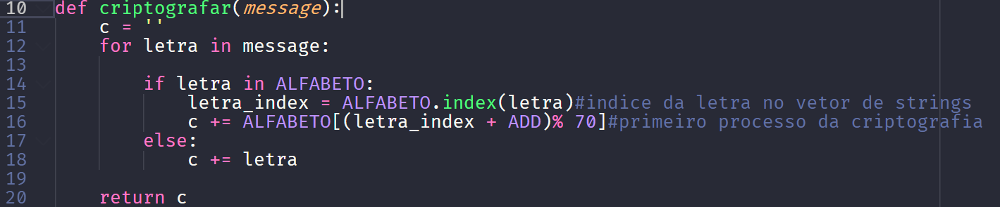 10 def criptografar(message):
11     c = ''
12     for letra in message:
13
14         if letra in ALFABETO:
15             letra_index = ALFABETO.index(letra)#indice da letra no vetor de strings
16             c += ALFABETO[(letra_index + ADD)% 70]#primeiro processo da criptografia
17         else:
18             c += letra
19
20     return c